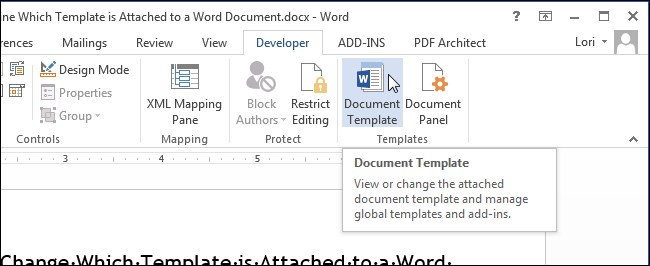 ne Which Template is Attached to a Word Document.docx - Word
?
erences Mailings Review View Developer ADD-INS PDF Architect Lori
Design Mode
Properties
Group
Controls
XML Mapping
Pane
Mapping
Block
Authors
Restrict
Editing
Protect
Document
Template
Document
Panel
Templates
3 4 5
Document Template
View or change the attached
document template and manage
global templates and add-ins.
Change·Which·Template·is·Attached·to·a·Word·